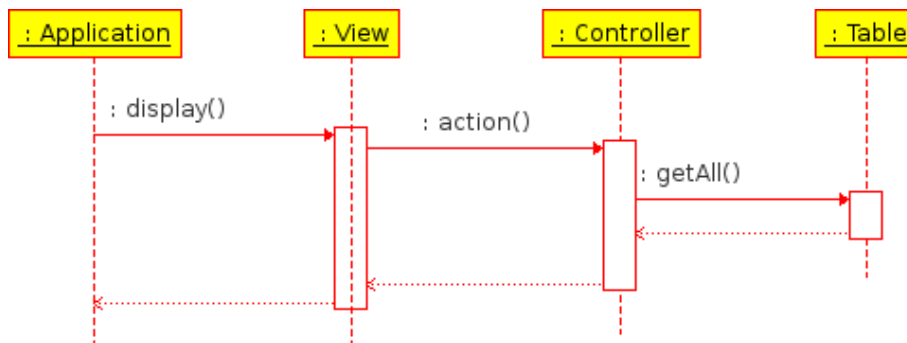 : Application
: View
: Controller
: Table
: display()
: action()
: getAll()